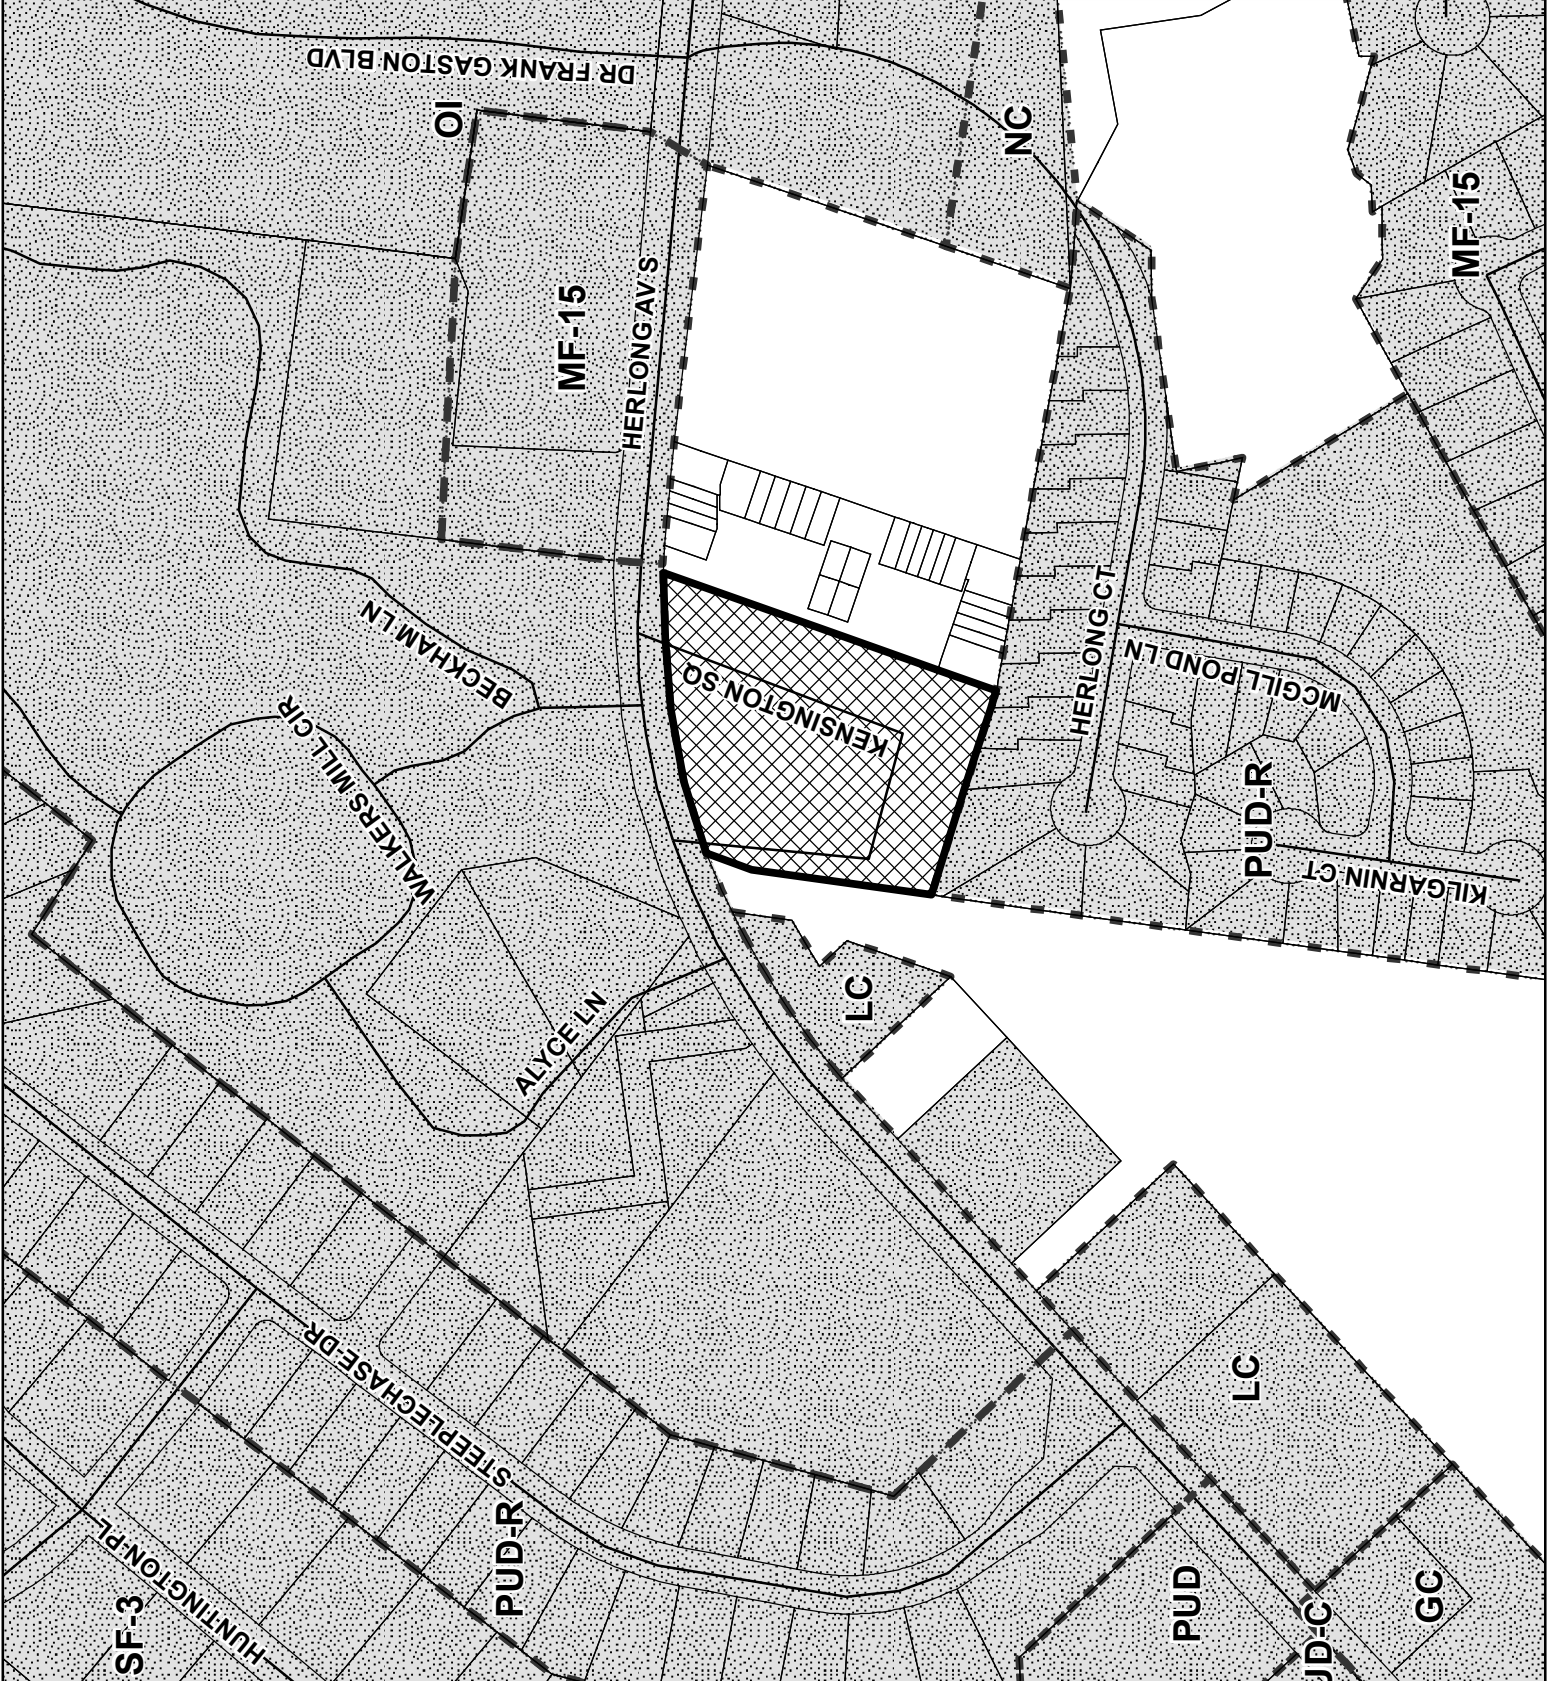 DR FRANK GASTON BLVD
OI
NC
MF-15
MF-15
HERLONG AV S
BECKHAM LN
HERLONG CT
MCGILL POND LN
KENSINGTON SQ
WALKERS MILL CIR
PUD-R
KILGARNIN CT
LC
ALYCE LN
STEEPLECHASE DR
LC
PUD-R
HUNTINGTON PL
SF-3
PUD
GC
UD-C